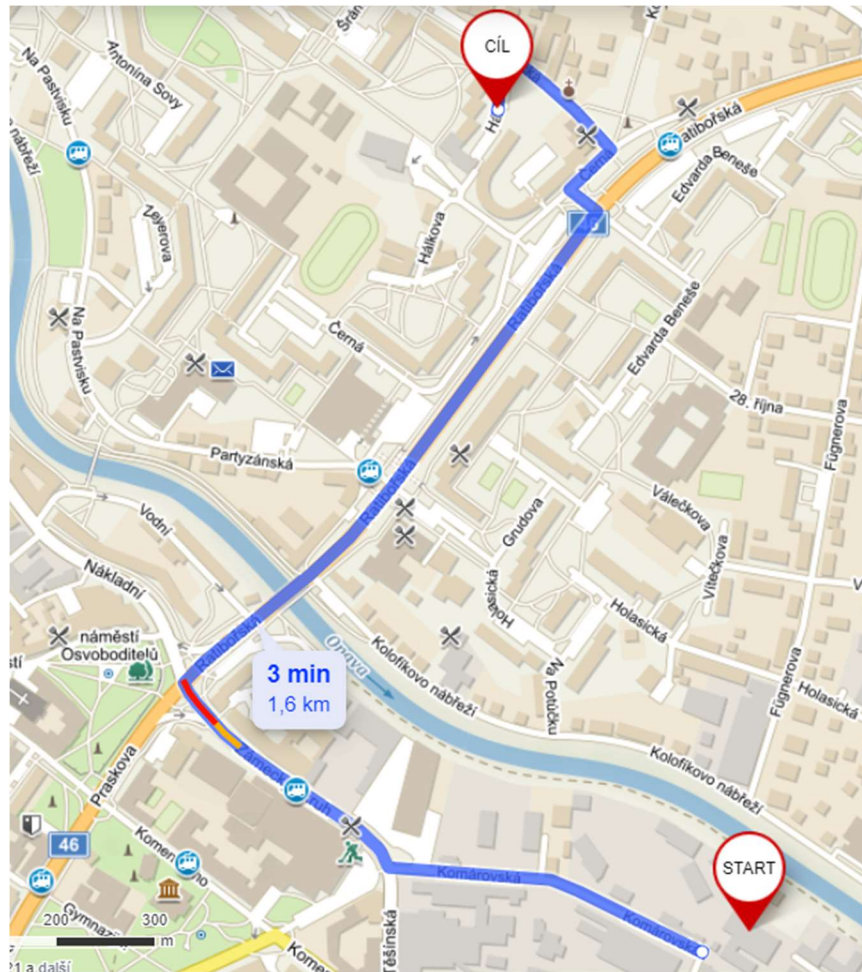 CÍL
Na Pastvisku
Antonína Sovy
nábřeží
Ratibořská
Edvarda Beneše
Zeyerova
Hálkova
Černá
Ratibořská
Edvarda Beneše
Na Pastvisku
Černá
28. října
Fügnerova
Partyzánská
Ratibořská
Válečkova
Grudova
Vítečkova
Vodní
Nákladní
Holasická
Holasická
náměstí
Osvoboditelů
Ratibořská
Opava
Kolofíkovo nábřeží
Na Potůčku
Fügnerova
Holasická
3 min
1,6 km
Kolofíkovo nábřeží
Praskova
46
Komárovská
START
Komárovská
Těšínská
200
300
m
a další